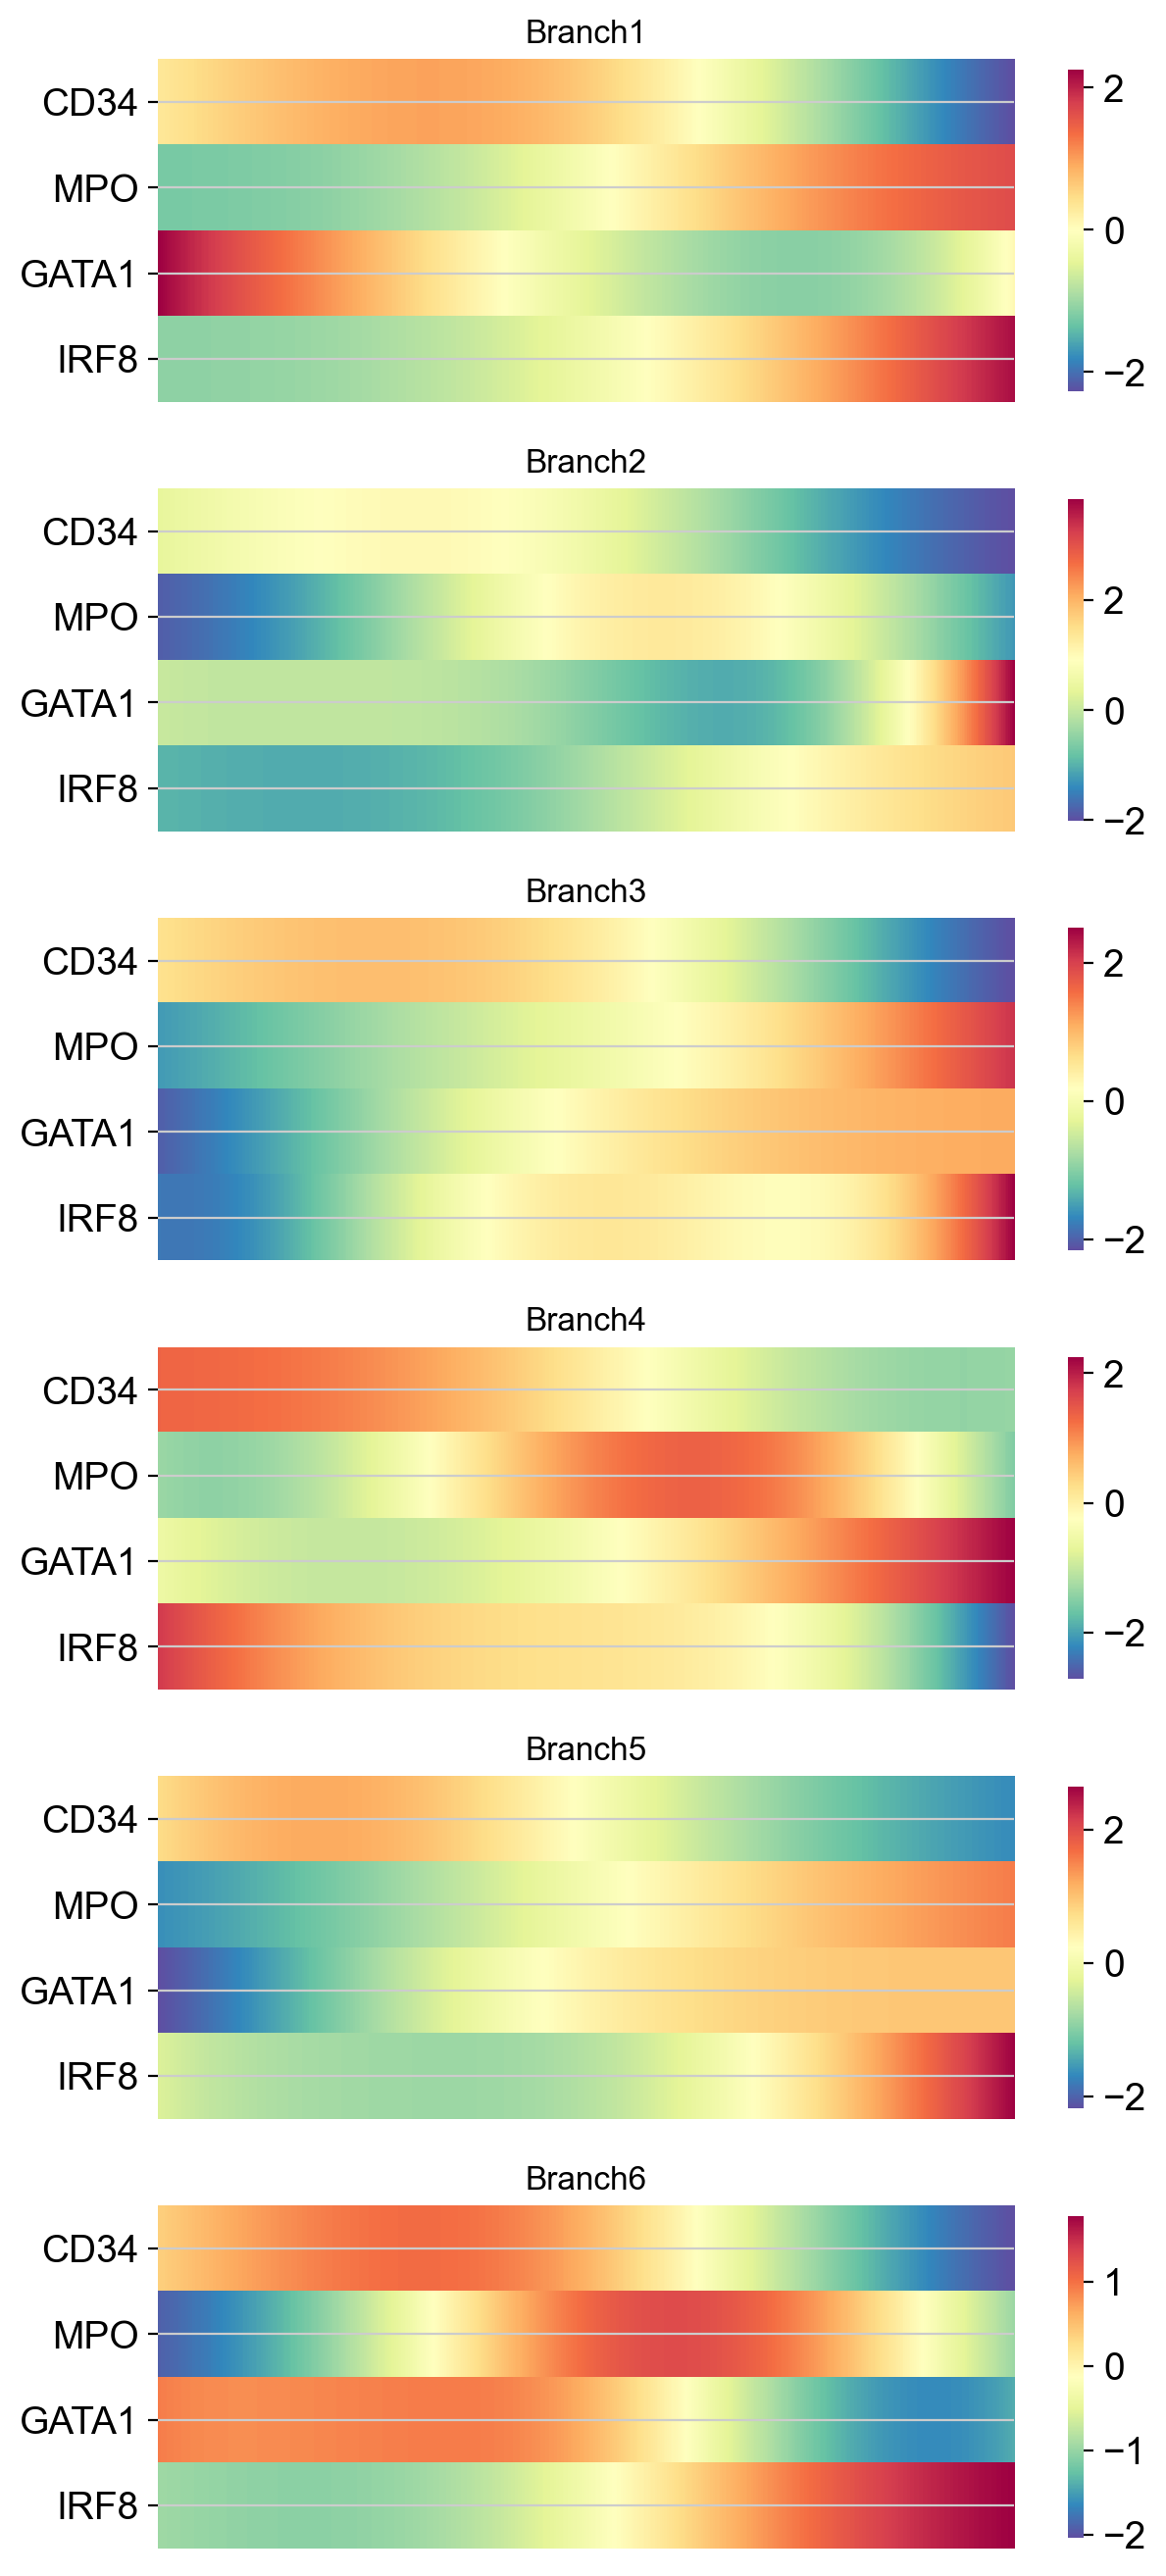 Branch1
CD34
MPO
GATA1
IRF8
2
0
−2
Branch2
CD34
MPO
GATA1
IRF8
2
0
−2
Branch3
CD34
MPO
GATA1
IRF8
2
0
−2
Branch4
CD34
MPO
GATA1
IRF8
2
0
−2
Branch5
CD34
MPO
GATA1
IRF8
2
0
−2
Branch6
CD34
MPO
GATA1
IRF8
1
0
−1
−2